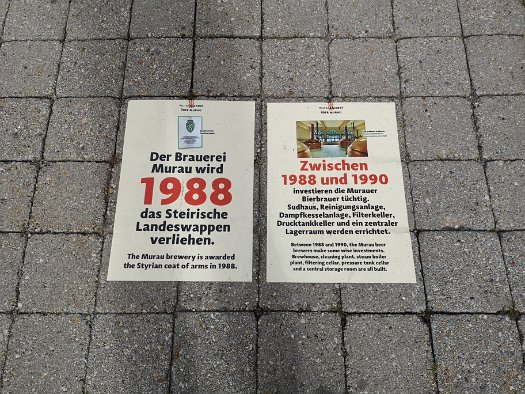 Der Brauerei
Murau wird
1988
das Steirische
Landeswappen
verliehen.
The Murau brewery is awarded
the Styrian coat of arms in 1988.
Zwischen
1988 und 1990
investieren die Murauer
Bierbrauer tüchtig.
Sudhaus, Reinigungsanlage,
Dampfkesselanlage, Filterkeller,
Drucktankkeller und ein zentraler
Lagerraum werden errichtet.
Between 1988 and 1990, the Murau beer
brewers make some wise investments.
Brewhouse, cleaning plant, steam boiler
plant, filtering cellar, pressure tank cellar
and a central storage room are all built.